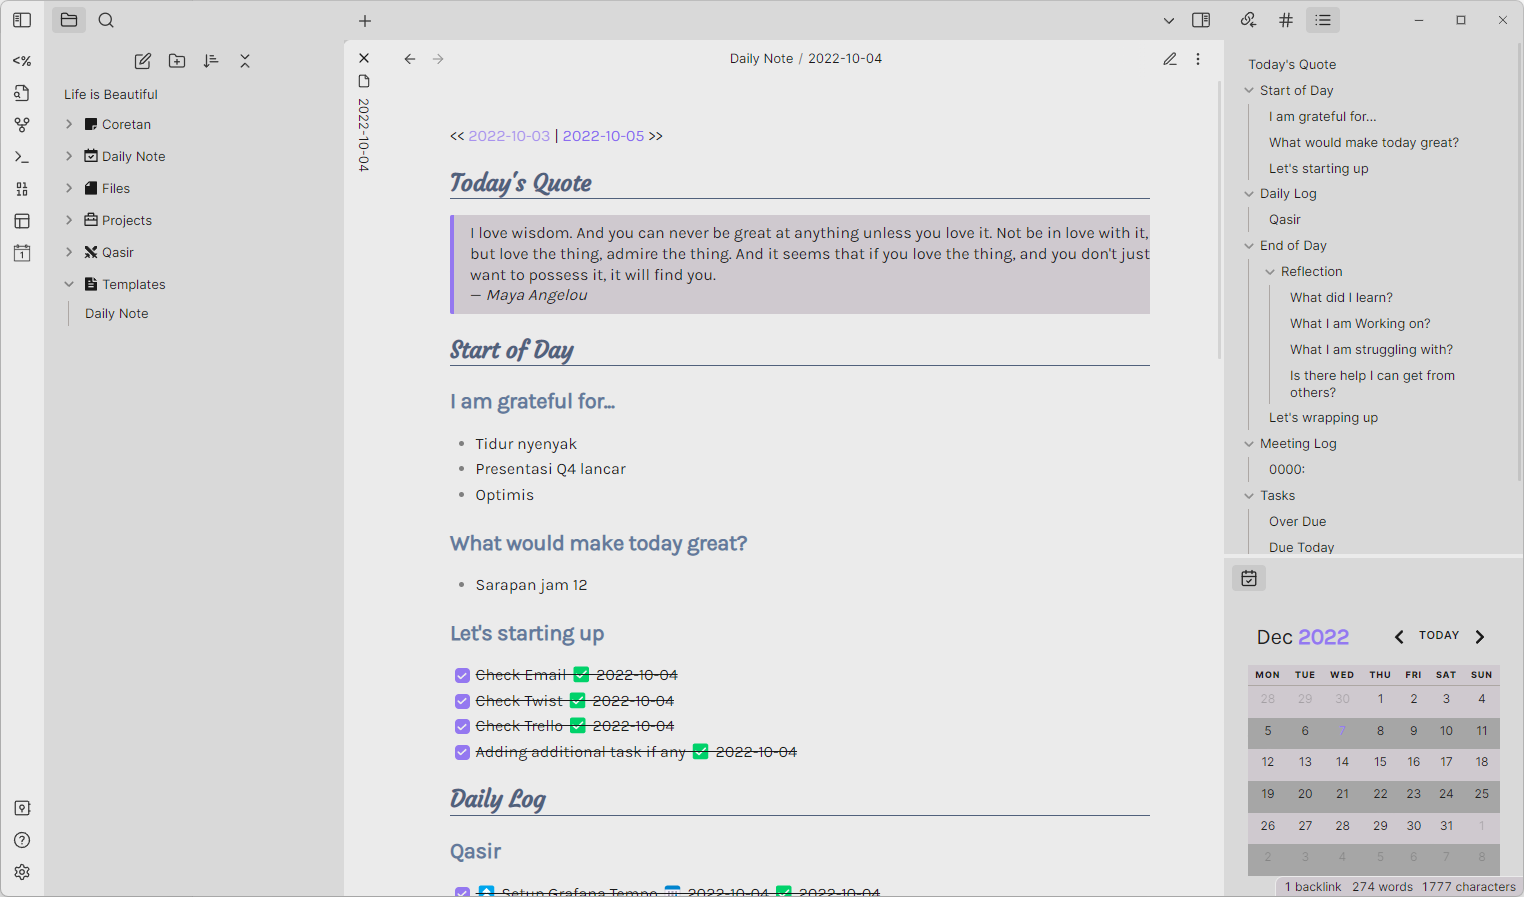 Life is Beautiful
Coretan
Daily Note
Files
Projects
Qasir
Templates
Daily Note
2022-10-04
Daily Note / 2022-10-04
<< 2022-10-03 | 2022-10-05 >>
Today's Quote
I love wisdom. And you can never be great at anything unless you love it. Not be in love with it,
but love the thing, admire the thing. And it seems that if you love the thing, and you don't just
want to possess it, it will find you.
— Maya Angelou
Start of Day
I am grateful for...
Tidur nyenyak
Presentasi Q4 lancar
Optimis
What would make today great?
Sarapan jam 12
Let's starting up
Check Email ✅ 2022-10-04
Check Twist ✅ 2022-10-04
Check Trello ✅ 2022-10-04
Adding additional task if any ✅ 2022-10-04
Daily Log
Qasir
Setup Grafana Tempo 2022-10-04 ✅ 2022-10-04
Today's Quote
Start of Day
I am grateful for...
What would make today great?
Let's starting up
Daily Log
Qasir
End of Day
Reflection
What did I learn?
What I am Working on?
What I am struggling with?
Is there help I can get from
others?
Let's wrapping up
Meeting Log
0000:
Tasks
Over Due
Due Today
Dec 2022
TODAY
MON TUE WED THU FRI SAT SUN
28 29 30 1 2 3 4
5 6 7 8 9 10 11
12 13 14 15 16 17 18
19 20 21 22 23 24 25
26 27 28 29 30 31 1
2 3 4 5 6 7 8
1 backlink 274 words 1777 characters